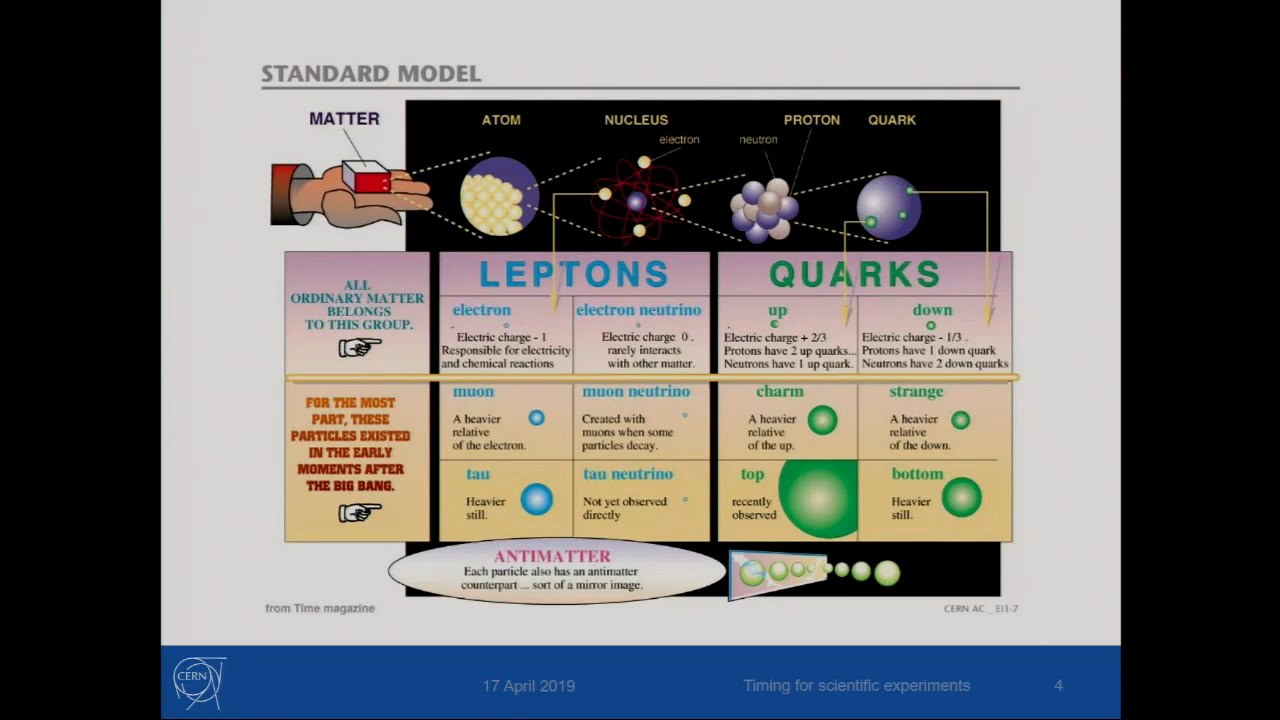 STANDARD MODEL
MATTER
ATOM
NUCLEUS
PROTON
QUARK
electron
neutron
ALL
ORDINARY MATTER
BELONGS
TO THIS GROUP.
LEPTONS
electron
Electric charge - 1
Responsible for electricity
and chemical reactions
electron neutrino
Electric charge 0 .
rarely interacts
with other matter.
QUARKS
up
Electric charge + 2/3
Protons have 2 up quarks...
Neutrons have 1 up quark.
down
Electric charge - 1/3 .
Protons have 1 down quark
Neutrons have 2 down quarks
FOR THE MOST
PART, THESE
PARTICLES EXISTED
IN THE EARLY
MOMENTS AFTER
THE BIG BANG.
muon
A heavier
relative
of the electron.
muon neutrino
Created with
muons when some
particles decay.
charm
A heavier
relative
of the up.
strange
A heavier
relative
of the down.
tau
Heavier
still.
tau neutrino
Not yet observed
directly
top
recently
observed
bottom
Heavier
still.
ANTIMATTER
Each particle also has an antimatter
counterpart ... sort of a mirror image.
from Time magazine
CERN AC _ EI1-7
CERN
17 April 2019
Timing for scientific experiments
4